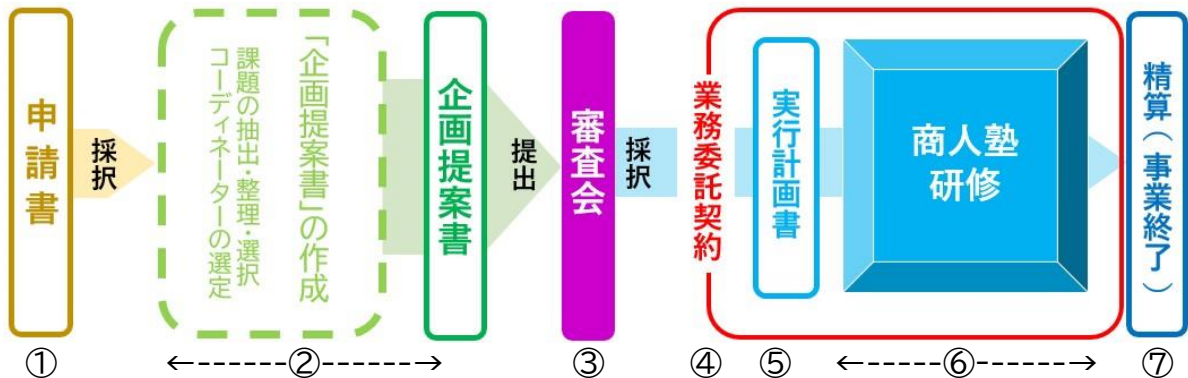 申請書
採択
「企画提案書」の作成
課題の抽出・整理・選択
コーディネーターの選定
企画提案書
提出
審査会
採択
業務委託契約
実行計画書
商人塾
研修
精算（事業終了）
① ←------②------→ ③ ④ ⑤ ←------⑥------→ ⑦